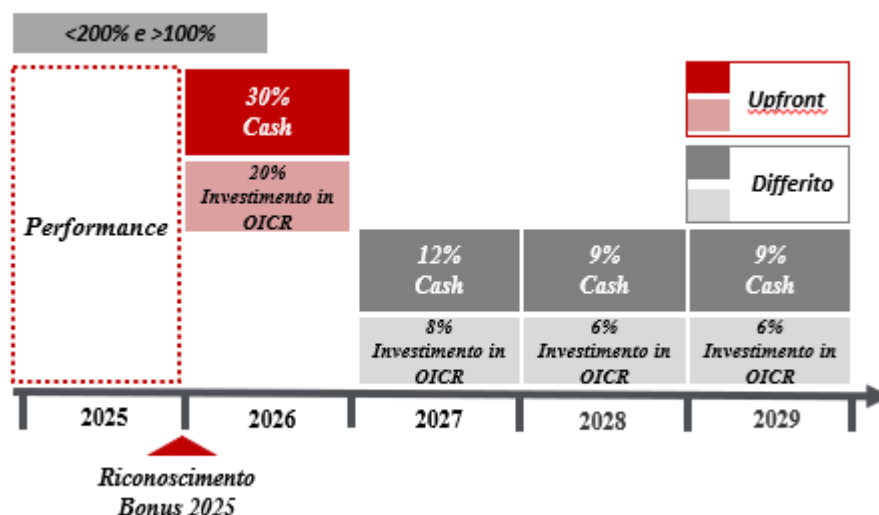 <200% e >100%
Performance
30%
Cash
20%
Investimento in
OICR
Upfront
Differito
12%
Cash
8%
Investimento in
OICR
9%
Cash
6%
Investimento in
OICR
9%
Cash
6%
Investimento in
OICR
2025
2026
2027
2028
2029
Riconoscimento
Bonus 2025